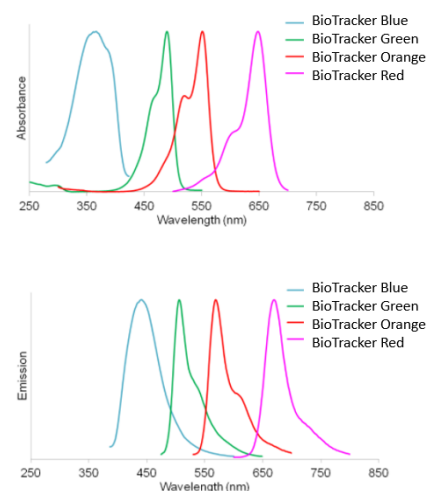 BioTracker Blue
BioTracker Green
BioTracker Orange
BioTracker Red
Absorbance
250 350 450 550 650 750 850
Wavelength (nm)
BioTracker Blue
BioTracker Green
BioTracker Orange
BioTracker Red
Emission
250 350 450 550 650 750 850
Wavelength (nm)